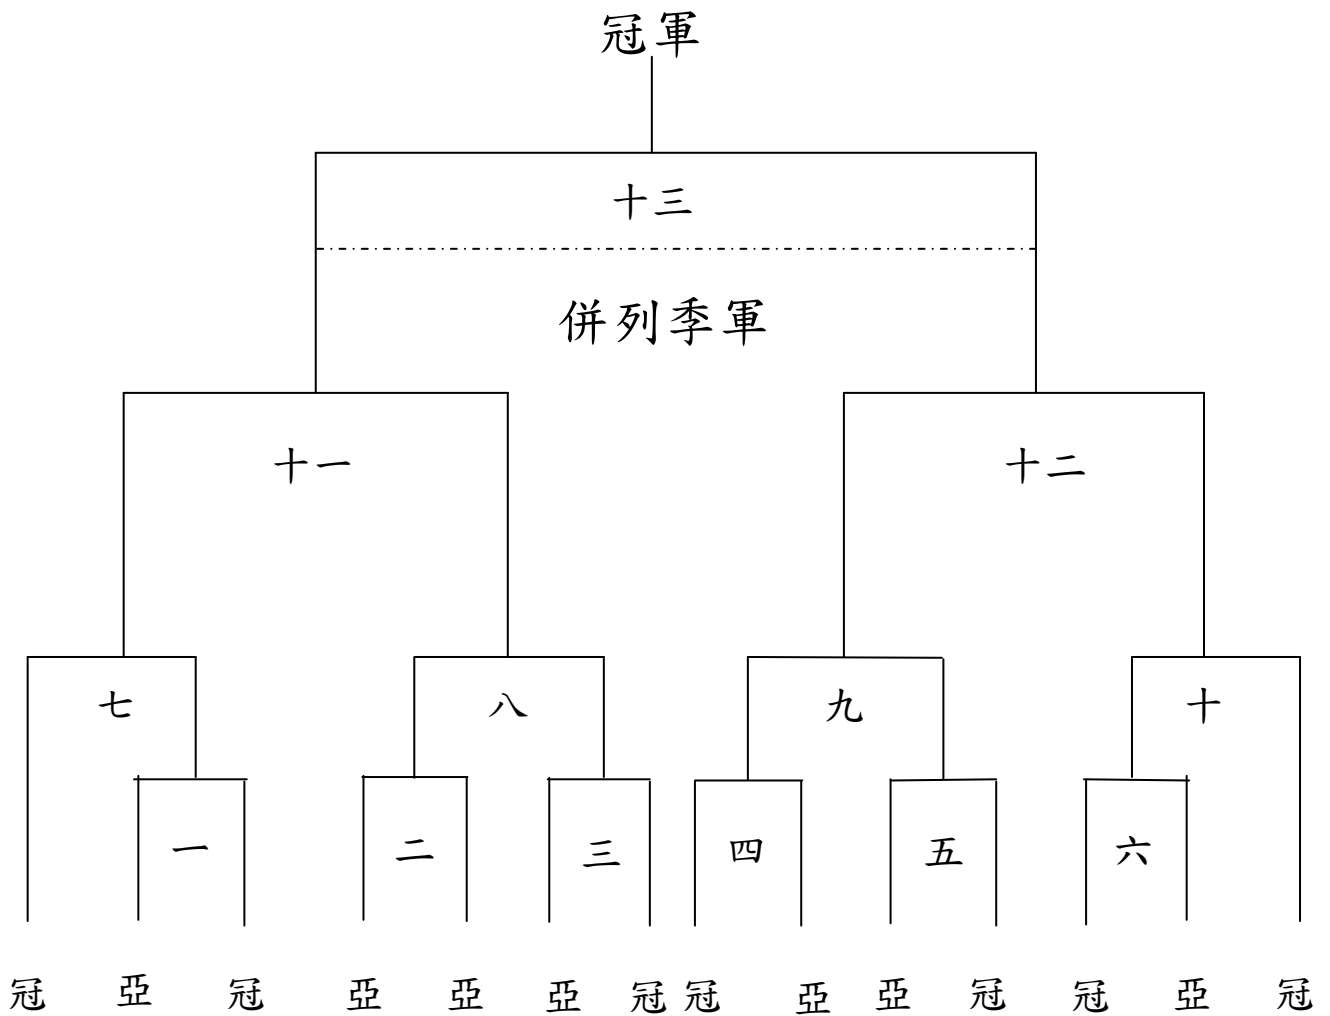 冠軍
十三
併列季軍
十一 十二
七 八 九 十
一 二 三 四 五 六
冠 亞 冠 亞 亞 亞 冠 冠 亞 亞 冠 冠 亞 冠